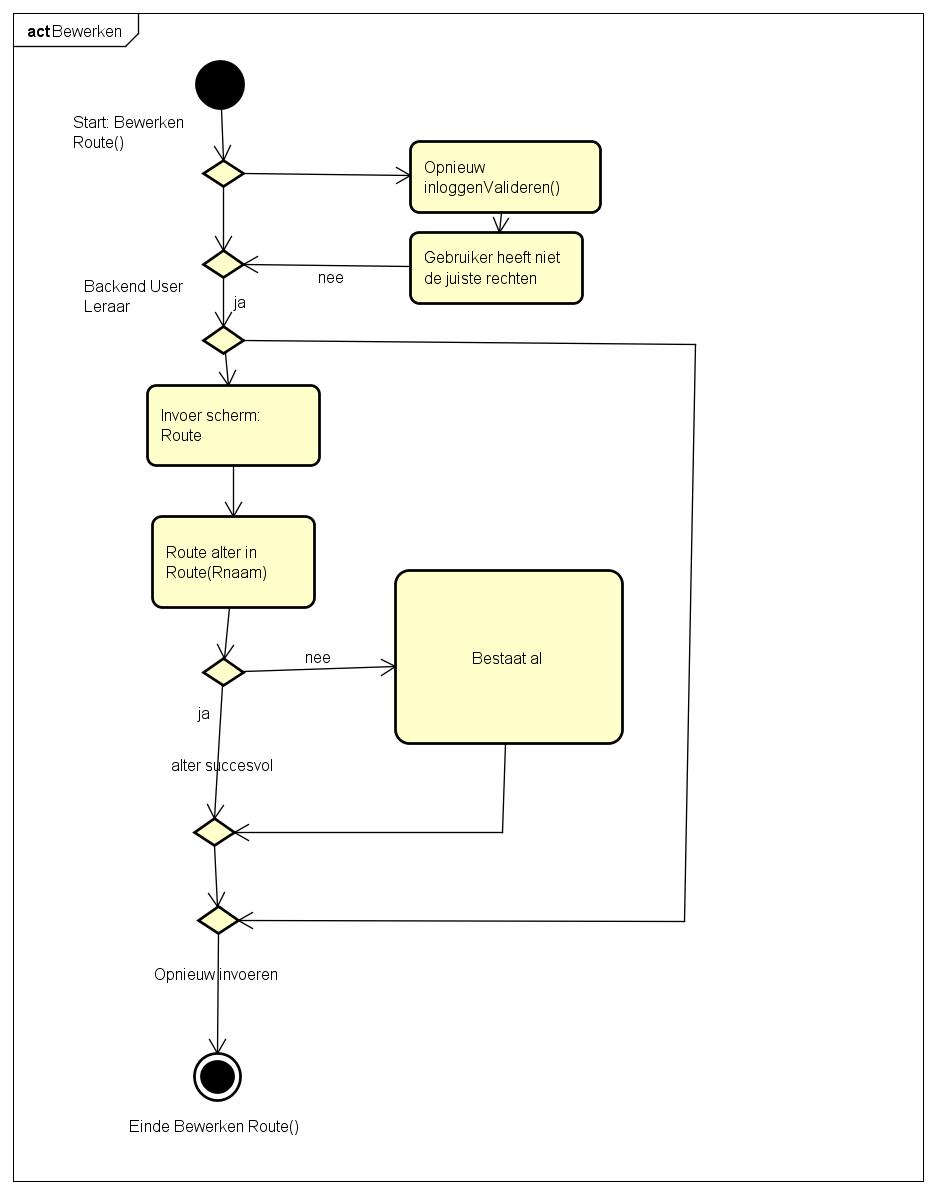 act Bewerken
Start: Bewerken
Route()
Opnieuw
inloggenValideren()
Gebruiker heeft niet
de juiste rechten
nee
Backend User
Leraar
ja
Invoer scherm:
Route
Route alter in
Route(Rnaam)
nee
Bestaat al
ja
alter succesvol
Opnieuw invoeren
Einde Bewerken Route()